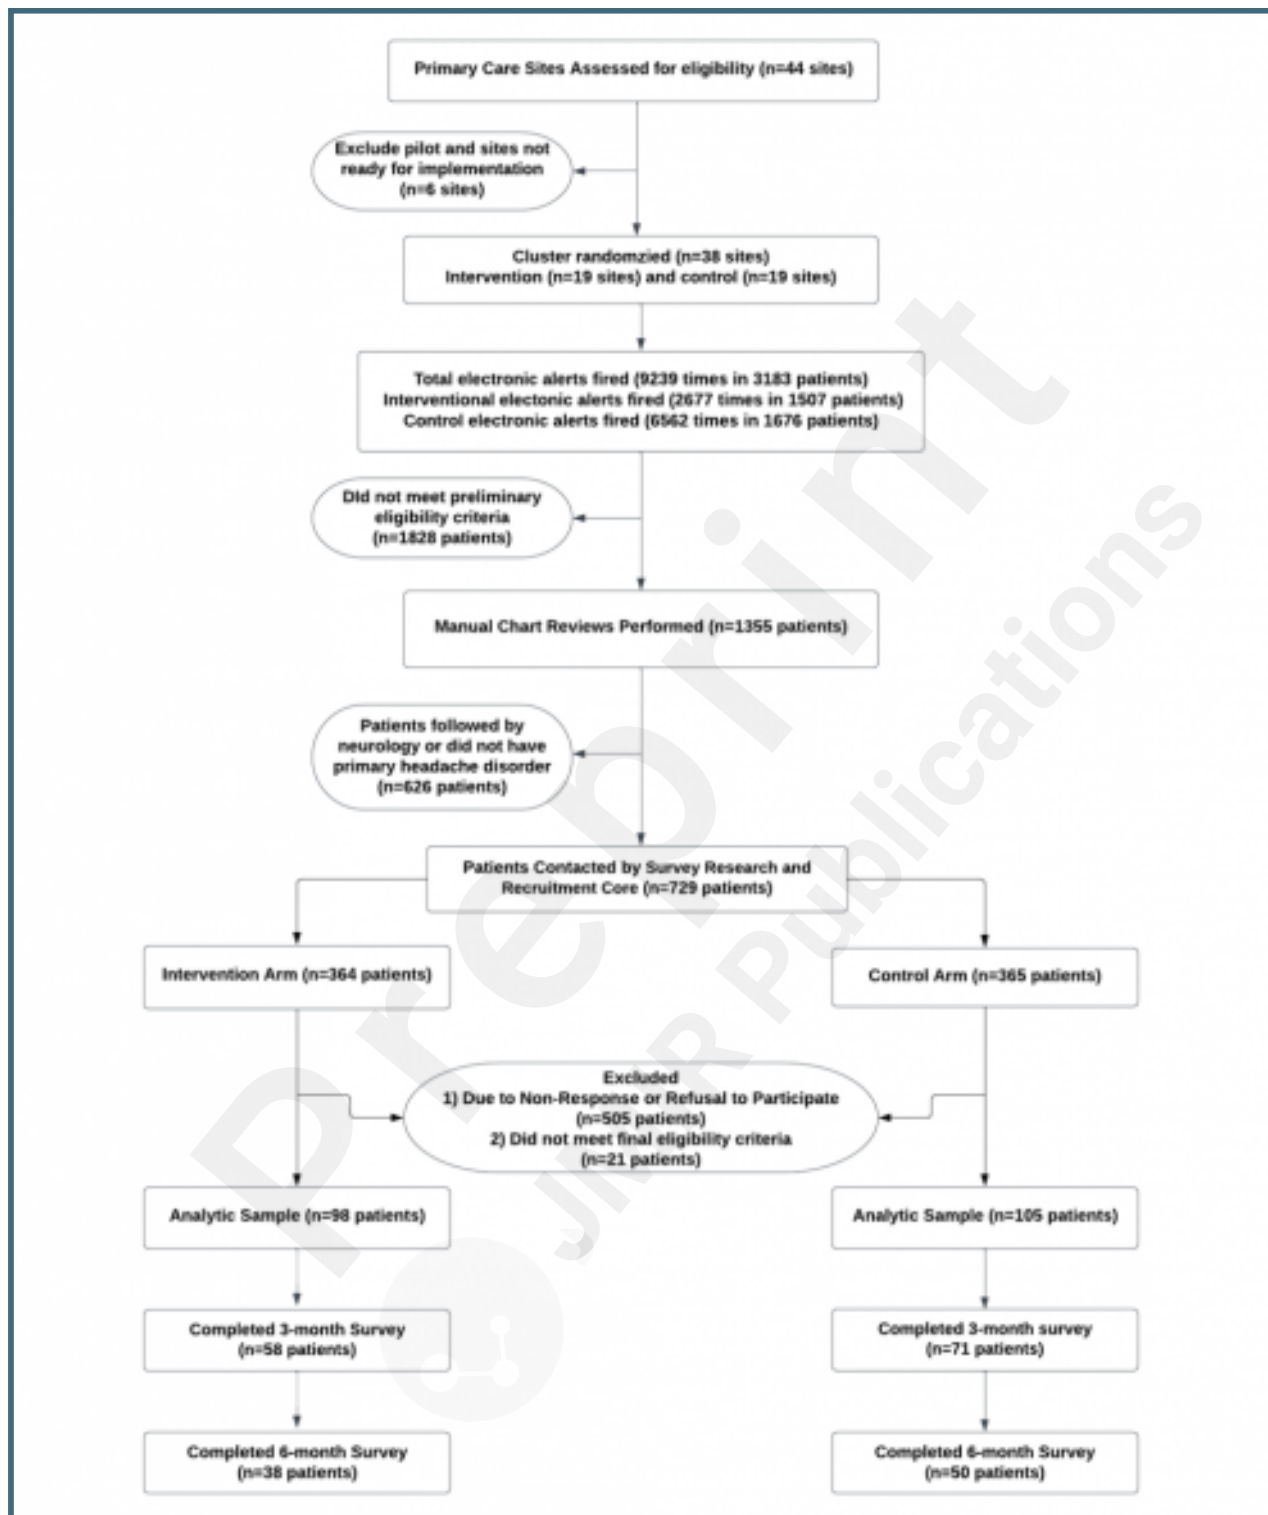 Primary Care Sites Assessed for eligibility (n=44 sites)
Exclude pilot and sites not
ready for implementation
(n=6 sites)
Cluster randomzied (n=38 sites)
Intervention (n=19 sites) and control (n=19 sites)
Total electronic alerts fired (9239 times in 3183 patients)
Interventional electonic alerts fired (2677 times in 1507 patients)
Control electronic alerts fired (6562 times in 1676 patients)
DId not meet preliminary
eligibility criteria
(n=1828 patients)
Manual Chart Reviews Performed (n=1355 patients)
Patients followed by
neurology or did not have
primary headache disorder
(n=626 patients)
Patients Contacted by Survey Research and
Recruitment Core (n=729 patients)
Intervention Arm (n=364 patients)
Control Arm (n=365 patients)
Excluded
1) Due to Non-Response or Refusal to Participate
(n=505 patients)
2) Did not meet final eligibility criteria
(n=21 patients)
Analytic Sample (n=98 patients)
Analytic Sample (n=105 patients)
Completed 3-month Survey
(n=58 patients)
Completed 3-month survey
(n=71 patients)
Completed 6-month Survey
(n=38 patients)
Completed 6-month Survey
(n=50 patients)
Preprint
JMIR Publications